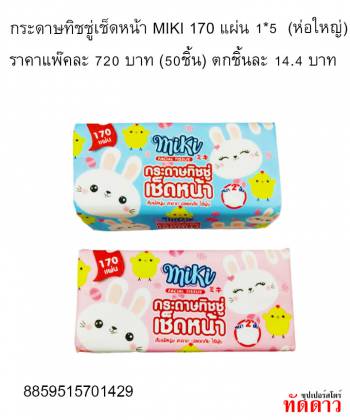 กระดาษทิชชู่เช็ดหน้า MIKI 170 แผ่น 1*5 (ห่อใหญ่)
ราคาแพ๊คละ 720 บาท (50ชิ้น) ตกชิ้นละ 14.4 บาท
170
แผ่น
miki
FACIAL TISSUE
ミキ
กระดาษทิชชู่
เช็ดหน้า
170
แผ่น
miki
FACIAL TISSUE
ミキ
กระดาษทิชชู่
เช็ดหน้า
8859515701429
ซุปเปอร์สโตร์
ทัดดาว